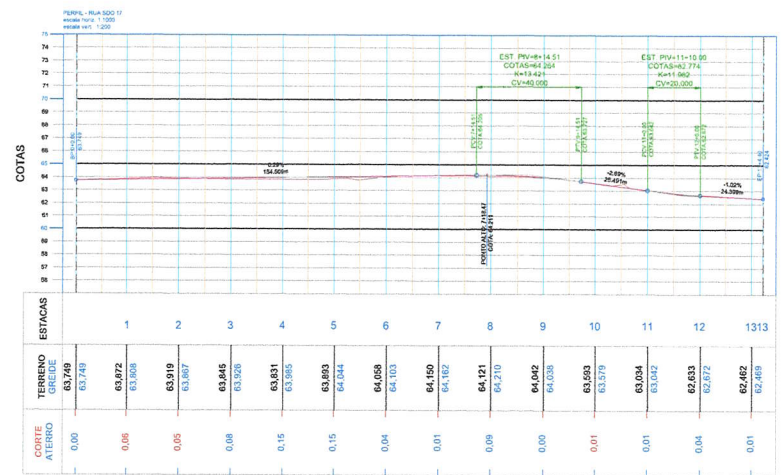 PERFIL - RUA SDO 17
escala horiz. 1:1000
escala vert. 1:250
COTAS
75
74
73
72
71
70
69
68
67
66
65
64
63
62
61
60
59
58
57
56
EST PIV=8+14.51
COTAS=64.264
K=13.421
CV=40.000
EST PIV=11+10.00
COTAS=62.774
K=11.982
CV=20.000
63.749
0.29%
154.509m
PONTO ALTO: 7+18.47
COTA: 64.211
-2.69%
25.491m
-1.02%
ESTACAS
1 2 3 4 5 6 7 8 9 10 11 12 1313
TERRENO
63,749 63,872 63,919 63,845 63,831 63,893 64,058 64,150 64,121 64,042 63,593 63,034 62,633 62,462
GREIDE
63,749 63,808 63,867 63,926 63,985 64,044 64,103 64,162 64,210 64,038 63,579 63,042 62,672 62,469
CORTE
ATERRO
0,00 0,06 0,05 0,08 0,15 0,15 0,04 0,01 0,09 0,00 0,01 0,01 0,04 0,01